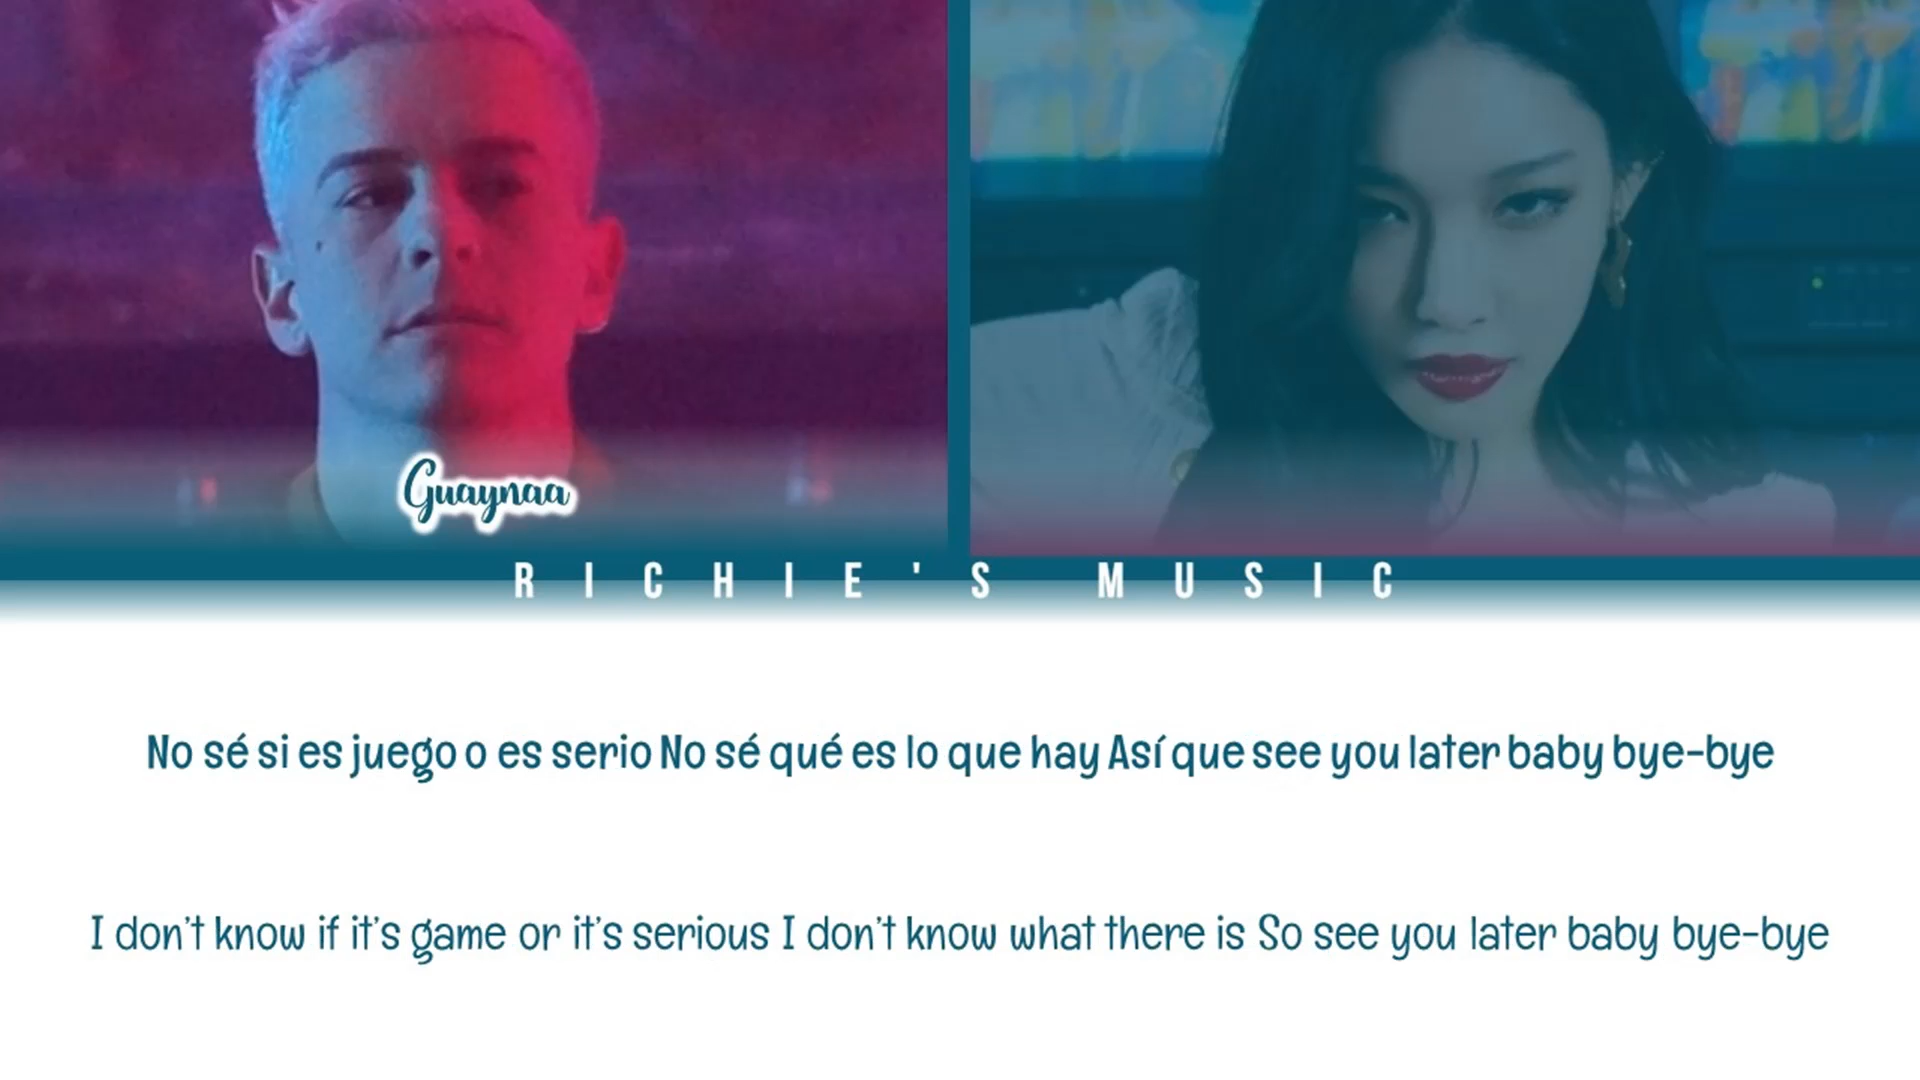 Guaynaa
RICHIE'S MUSIC
No sé si es juego o es serio No sé qué es lo que hay Así que see you later baby bye-bye
I don't know if it's game or it's serious I don't know what there is So see you later baby bye-bye